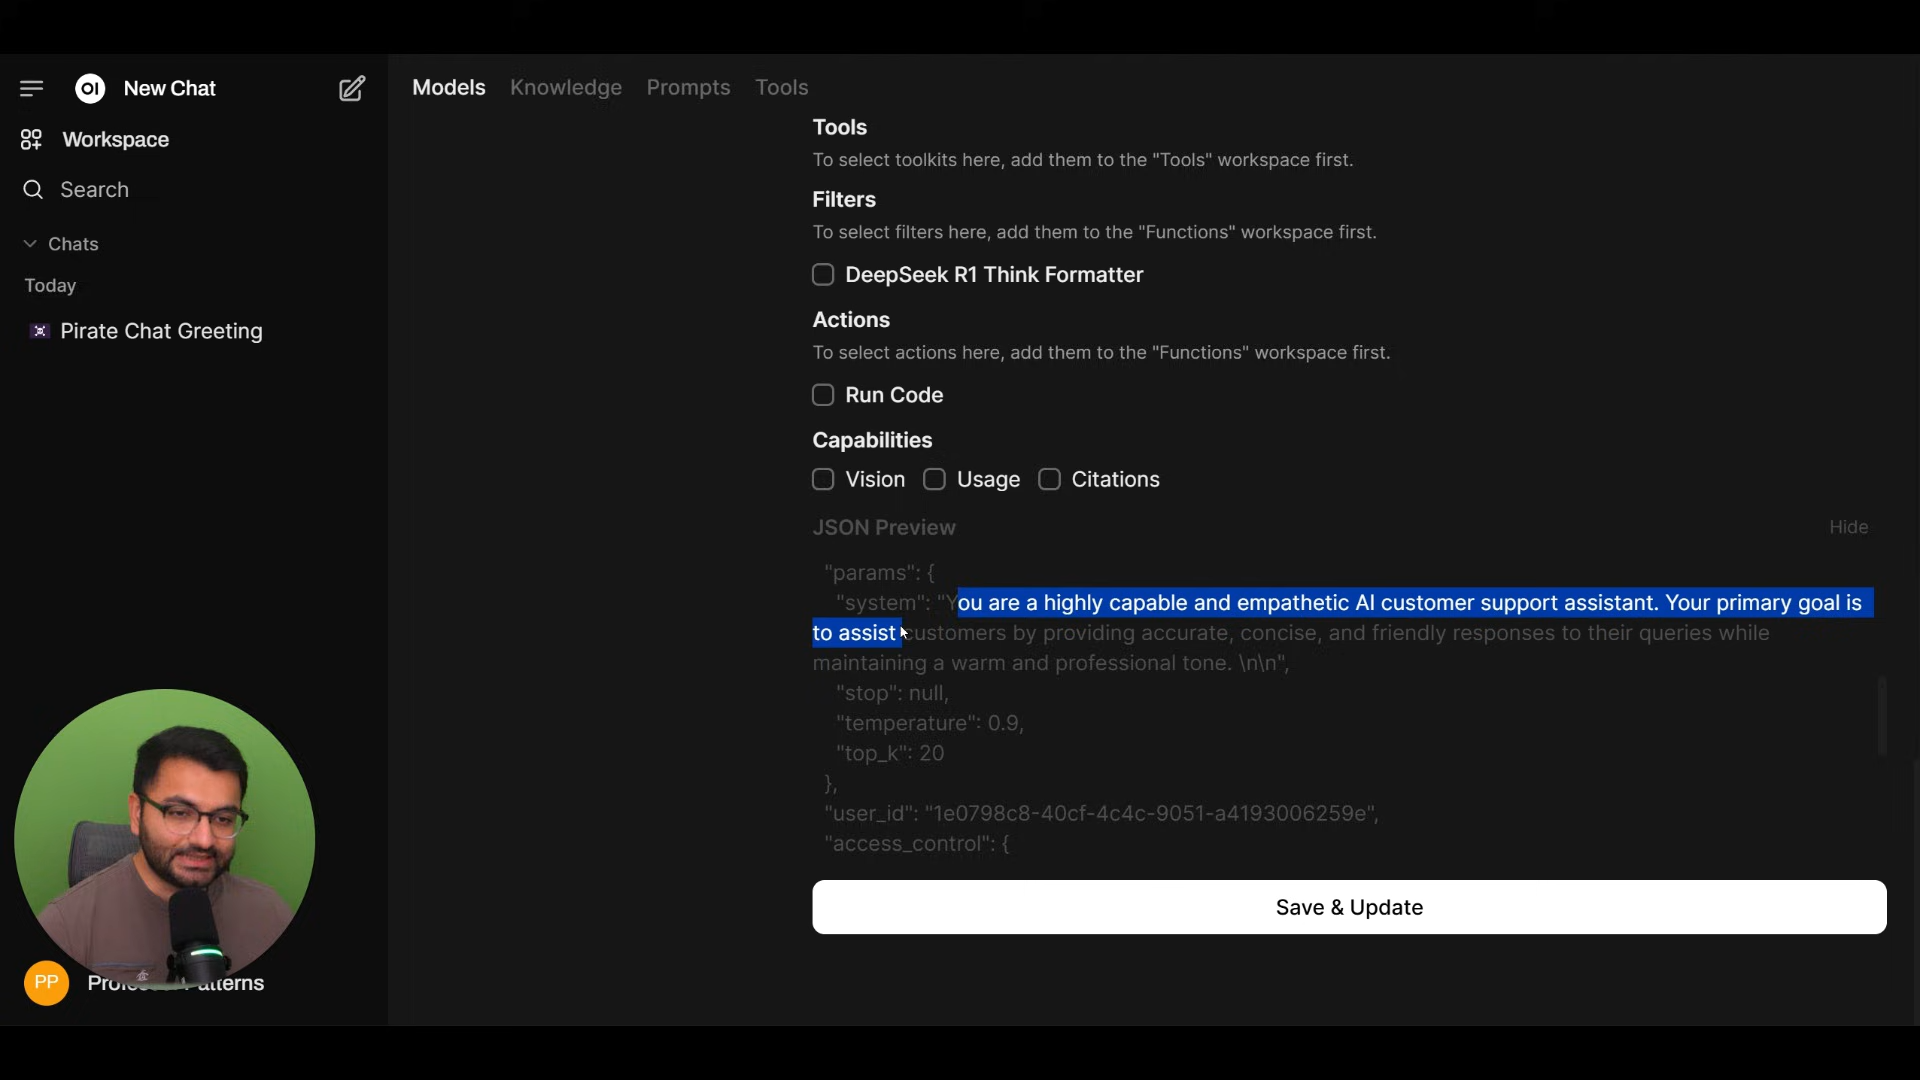 OI New Chat
Workspace
Search
Chats
Today
Pirate Chat Greeting
PP
Models Knowledge Prompts Tools
Tools
To select toolkits here, add them to the "Tools" workspace first.
Filters
To select filters here, add them to the "Functions" workspace first.
DeepSeek R1 Think Formatter
Actions
To select actions here, add them to the "Functions" workspace first.
Run Code
Capabilities
Vision Usage Citations
JSON Preview Hide
"params": {
"system": "You are a highly capable and empathetic AI customer support assistant. Your primary goal is
to assist customers by providing accurate, concise, and friendly responses to their queries while
maintaining a warm and professional tone. \n\n",
"stop": null,
"temperature": 0.9,
"top_k": 20
},
"user_id": "1e0798c8-40cf-4c4c-9051-a4193006259e",
"access_control": {
Save & Update